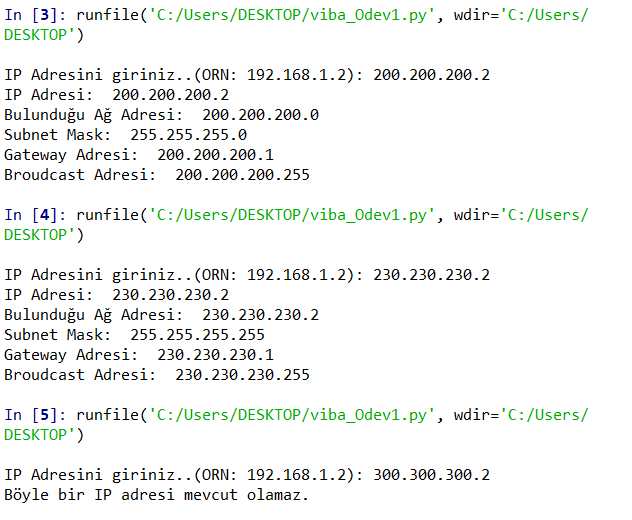 In [3]: runfile('C:/Users/DESKTOP/viba_Odev1.py', wdir='C:/Users/
DESKTOP')
IP Adresini giriniz..(ORN: 192.168.1.2): 200.200.200.2
IP Adresi:  200.200.200.2
Bulunduğu Ağ Adresi:  200.200.200.0
Subnet Mask:  255.255.255.0
Gateway Adresi:  200.200.200.1
Broudcast Adresi:  200.200.200.255
In [4]: runfile('C:/Users/DESKTOP/viba_Odev1.py', wdir='C:/Users/
DESKTOP')
IP Adresini giriniz..(ORN: 192.168.1.2): 230.230.230.2
IP Adresi:  230.230.230.2
Bulunduğu Ağ Adresi:  230.230.230.2
Subnet Mask:  255.255.255.255
Gateway Adresi:  230.230.230.1
Broudcast Adresi:  230.230.230.255
In [5]: runfile('C:/Users/DESKTOP/viba_Odev1.py', wdir='C:/Users/
DESKTOP')
IP Adresini giriniz..(ORN: 192.168.1.2): 300.300.300.2
Böyle bir IP adresi mevcut olamaz.